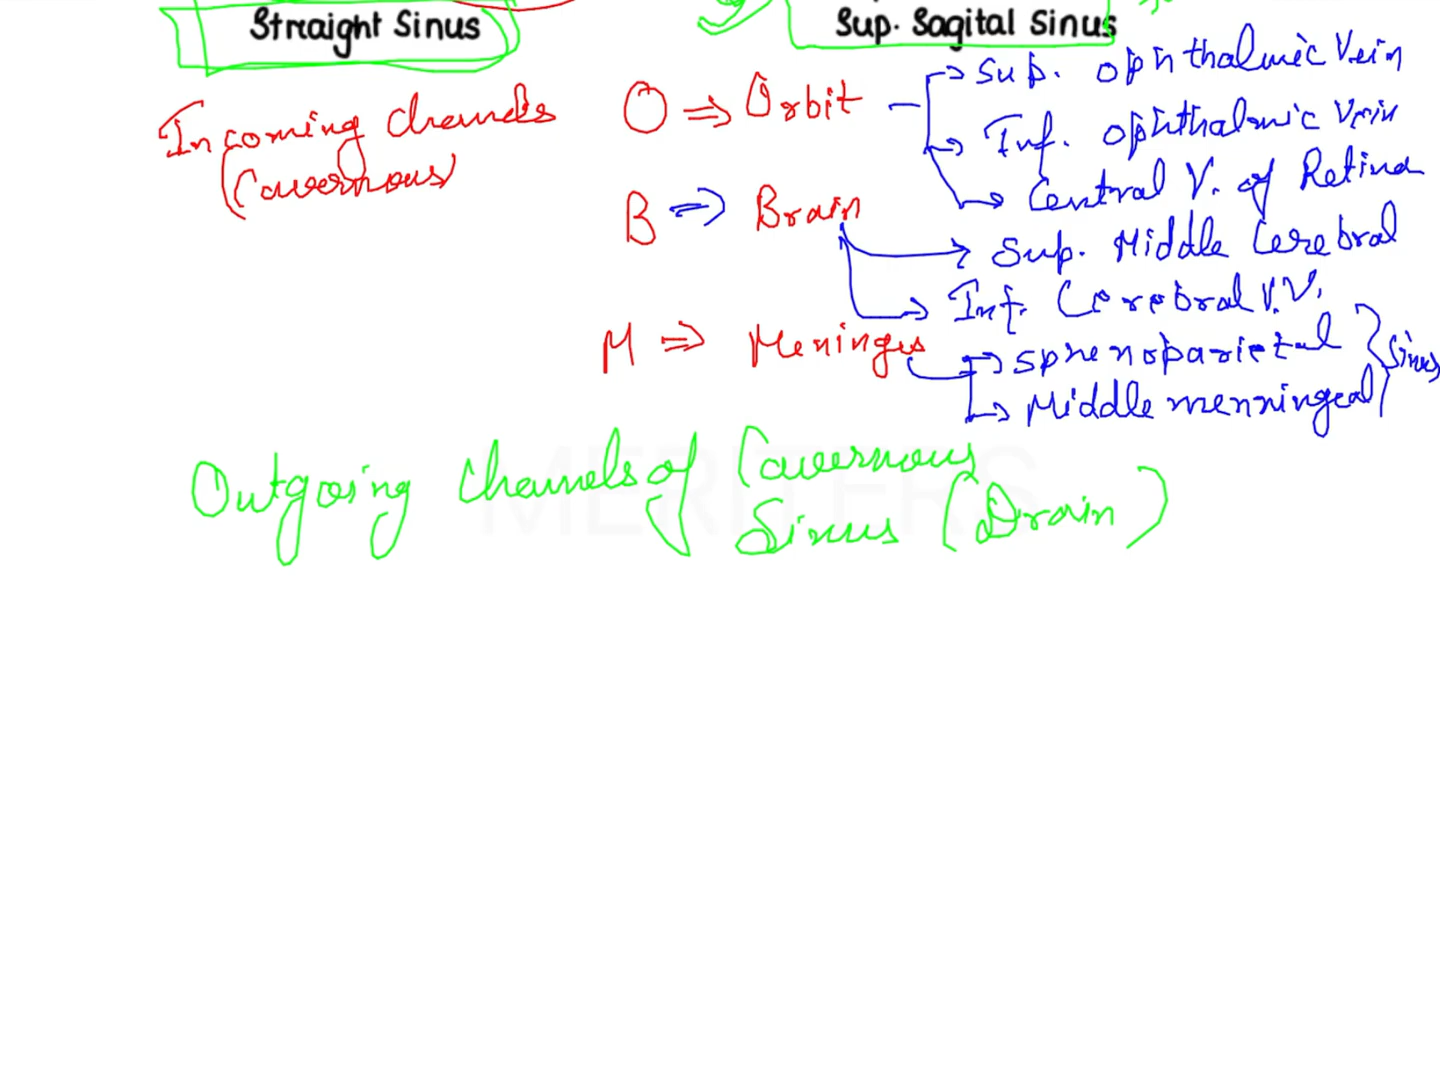 Straight Sinus
Sup. Sagital Sinus
Incoming channels
(Cavernous)
O ⇒ Orbit
→ Sup. ophthalmic Vein
→ Inf. ophthalmic Vein
→ Central V. of Retina
B ⇒ Brain
→ Sup. Middle Cerebral
→ Inf. Cerebral V.V.
M ⇒ Meninges
→ Sphenoparietal } Sinus
→ Middle menningeal
Outgoing channels of Cavernous
Sinus (Drain)
MERITERS